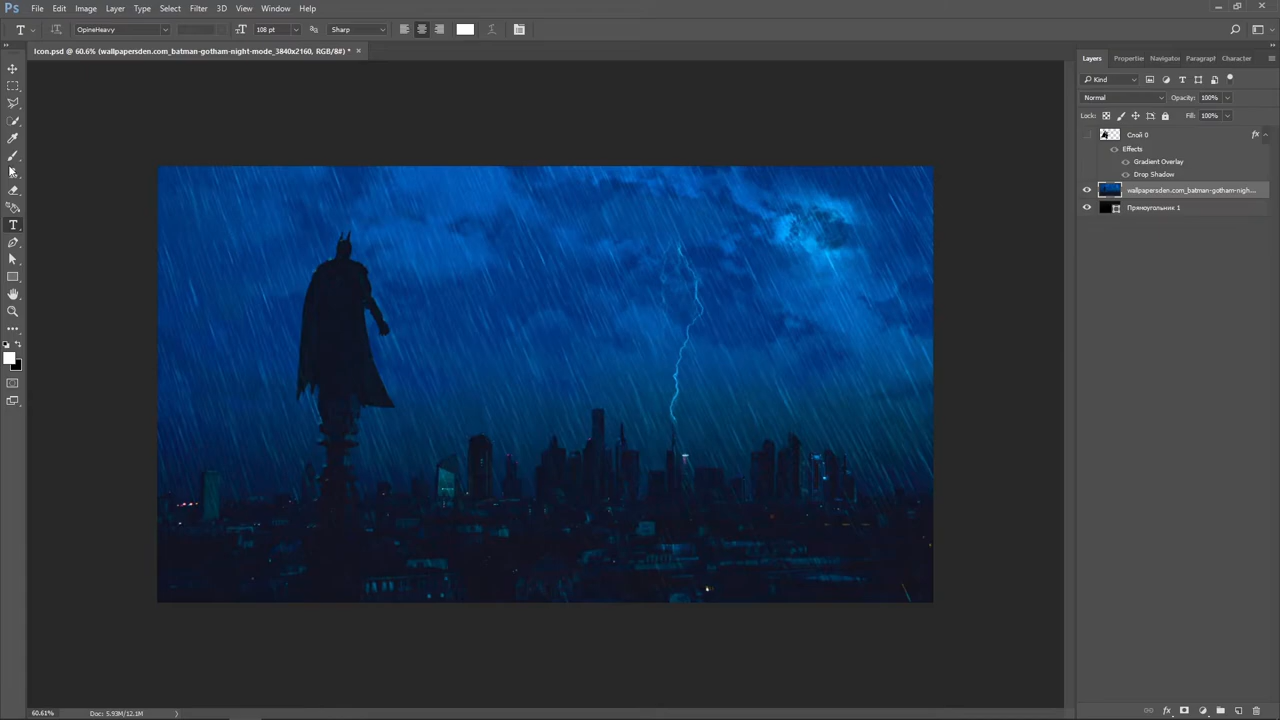 Ps File Edit Image Layer Type Select Filter 3D View Window Help
OpineHeavy 108 pt Sharp
Icon.psd @ 60.6% (wallpapersden.com_batman-gotham-night-mode_3840x2160, RGB/8#) *
Layers Propertie Navigator Paragraph Character
Kind
Normal Opacity: 100%
Lock: Fill: 100%
Слой 0 fx
Effects
Gradient Overlay
Drop Shadow
wallpapersden.com_batman-gotham-nigh...
Прямоугольник 1
60.61% Doc: 5.93M/12.1M